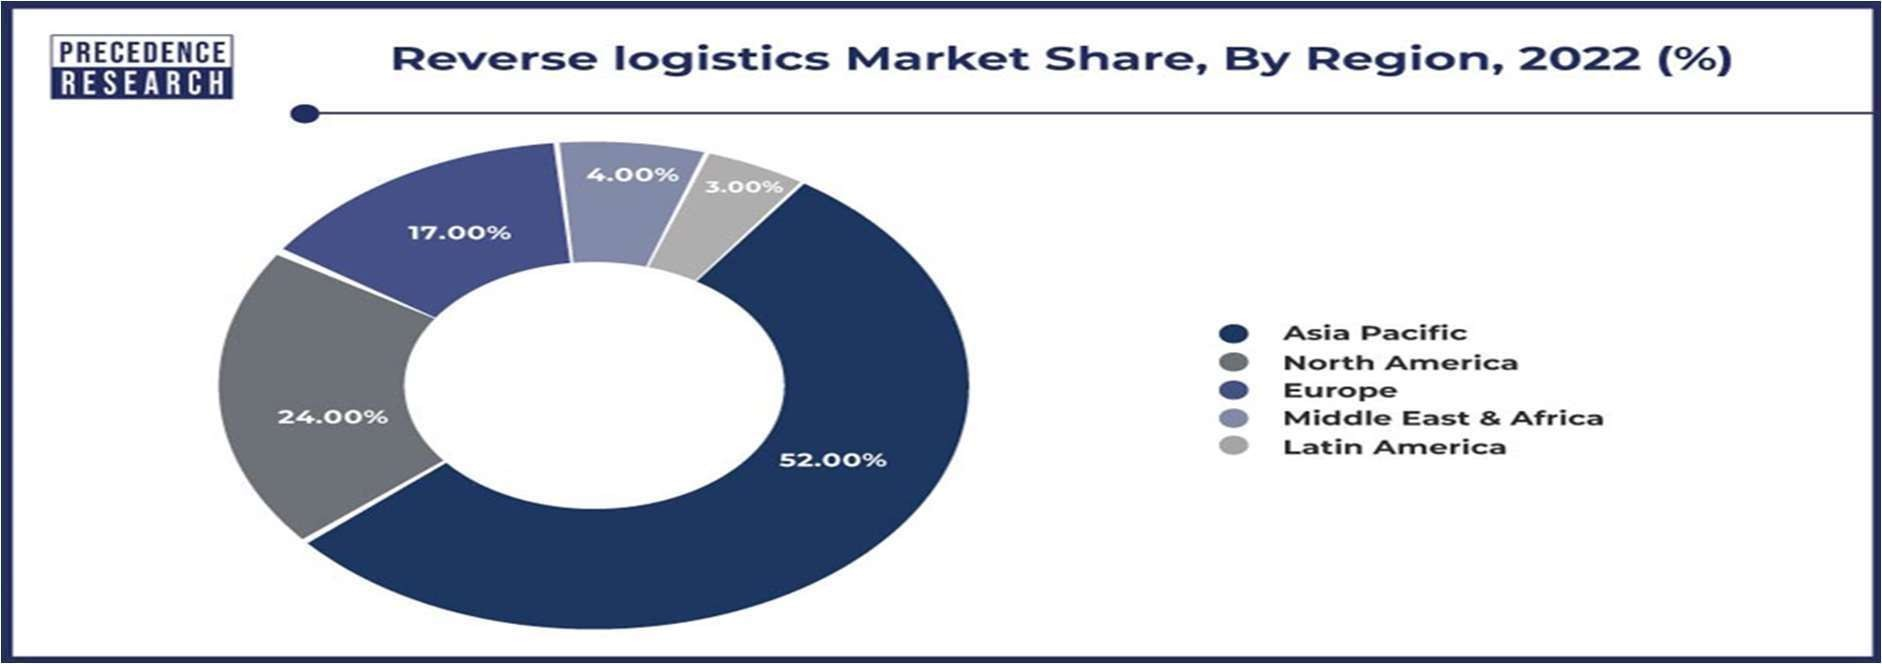 PRECEDENCE
RESEARCH
Reverse logistics Market Share, By Region, 2022 (%)
4.00%
3.00%
17.00%
24.00%
52.00%
Asia Pacific
North America
Europe
Middle East & Africa
Latin America